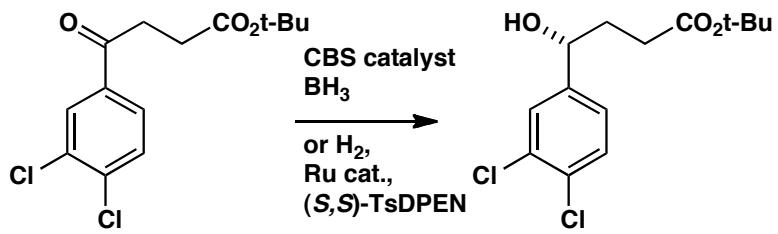 O
CO2t-Bu
Cl
Cl
CBS catalyst
BH3
or H2,
Ru cat.,
(S,S)-TsDPEN
HO
CO2t-Bu
Cl
Cl